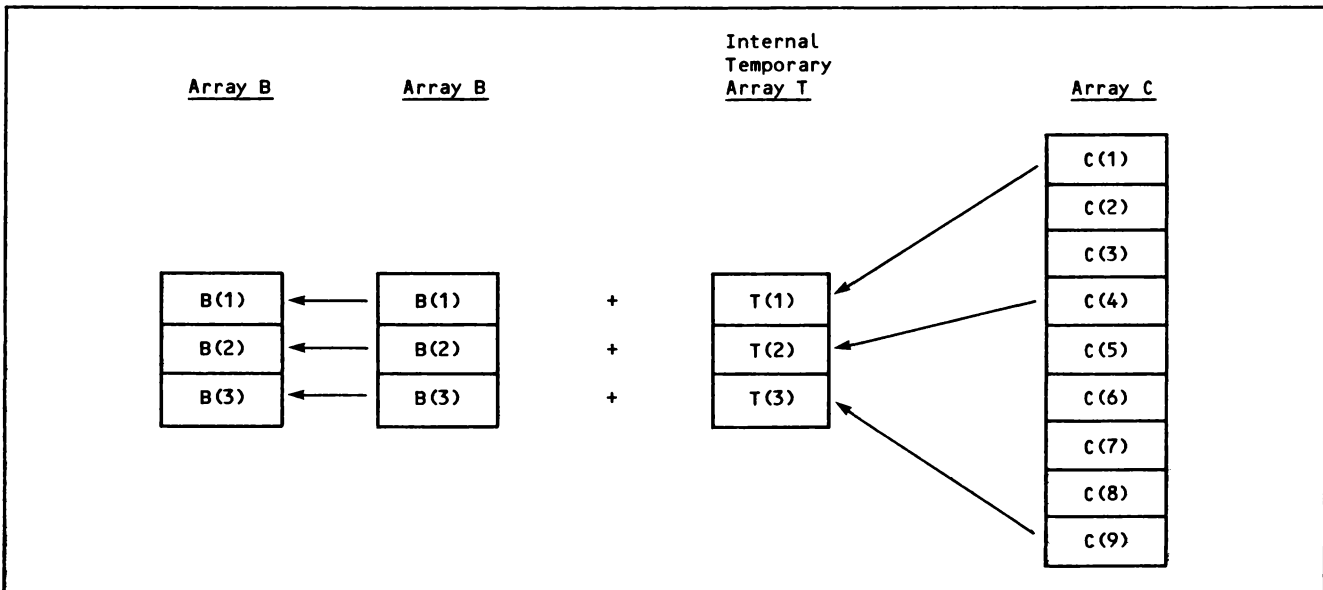 Internal
Temporary
Array B Array B Array T Array C
C(1)
C(2)
C(3)
B(1) B(1) + T(1) C(4)
B(2) B(2) + T(2) C(5)
B(3) B(3) + T(3) C(6)
C(7)
C(8)
C(9)